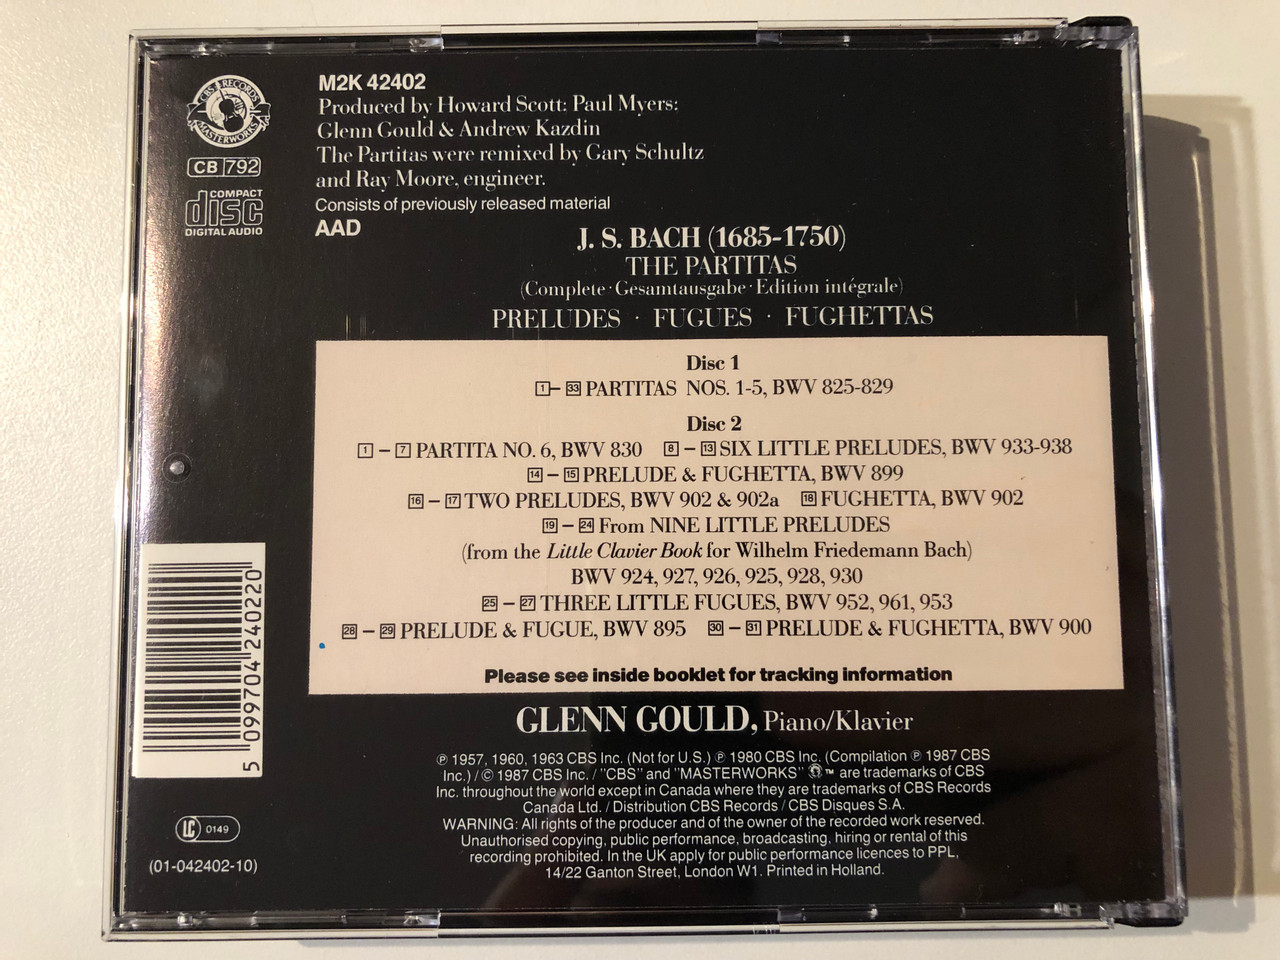 CBS RECORDS
MASTERWORKS
CB 792
COMPACT
disc
DIGITAL AUDIO
M2K 42402
Produced by Howard Scott: Paul Myers:
Glenn Gould & Andrew Kazdin
The Partitas were remixed by Gary Schultz
and Ray Moore, engineer.
Consists of previously released material
AAD
J. S. BACH (1685-1750)
THE PARTITAS
(Complete · Gesamtausgabe · Edition intégrale)
PRELUDES · FUGUES · FUGHETTAS
Disc 1
1 – 33 PARTITAS NOS. 1-5, BWV 825-829
Disc 2
1 – 7 PARTITA NO. 6, BWV 830 8 – 13 SIX LITTLE PRELUDES, BWV 933-938
14 – 15 PRELUDE & FUGHETTA, BWV 899
16 – 17 TWO PRELUDES, BWV 902 & 902a 18 FUGHETTA, BWV 902
19 – 24 From NINE LITTLE PRELUDES
(from the Little Clavier Book for Wilhelm Friedemann Bach)
BWV 924, 927, 926, 925, 928, 930
25 – 27 THREE LITTLE FUGUES, BWV 952, 961, 953
28 – 29 PRELUDE & FUGUE, BWV 895 30 – 31 PRELUDE & FUGHETTA, BWV 900
Please see inside booklet for tracking information
GLENN GOULD, Piano/Klavier
℗ 1957, 1960, 1963 CBS Inc. (Not for U.S.) ℗ 1980 CBS Inc. (Compilation ℗ 1987 CBS
Inc.) / © 1987 CBS Inc. / "CBS" and "MASTERWORKS" ™ are trademarks of CBS
Inc. throughout the world except in Canada where they are trademarks of CBS Records
Canada Ltd. / Distribution CBS Records / CBS Disques S.A.
WARNING: All rights of the producer and of the owner of the recorded work reserved.
Unauthorised copying, public performance, broadcasting, hiring or rental of this
recording prohibited. In the UK apply for public performance licences to PPL,
14/22 Ganton Street, London W1. Printed in Holland.
5 099704 240220
LC 0149
(01-042402-10)